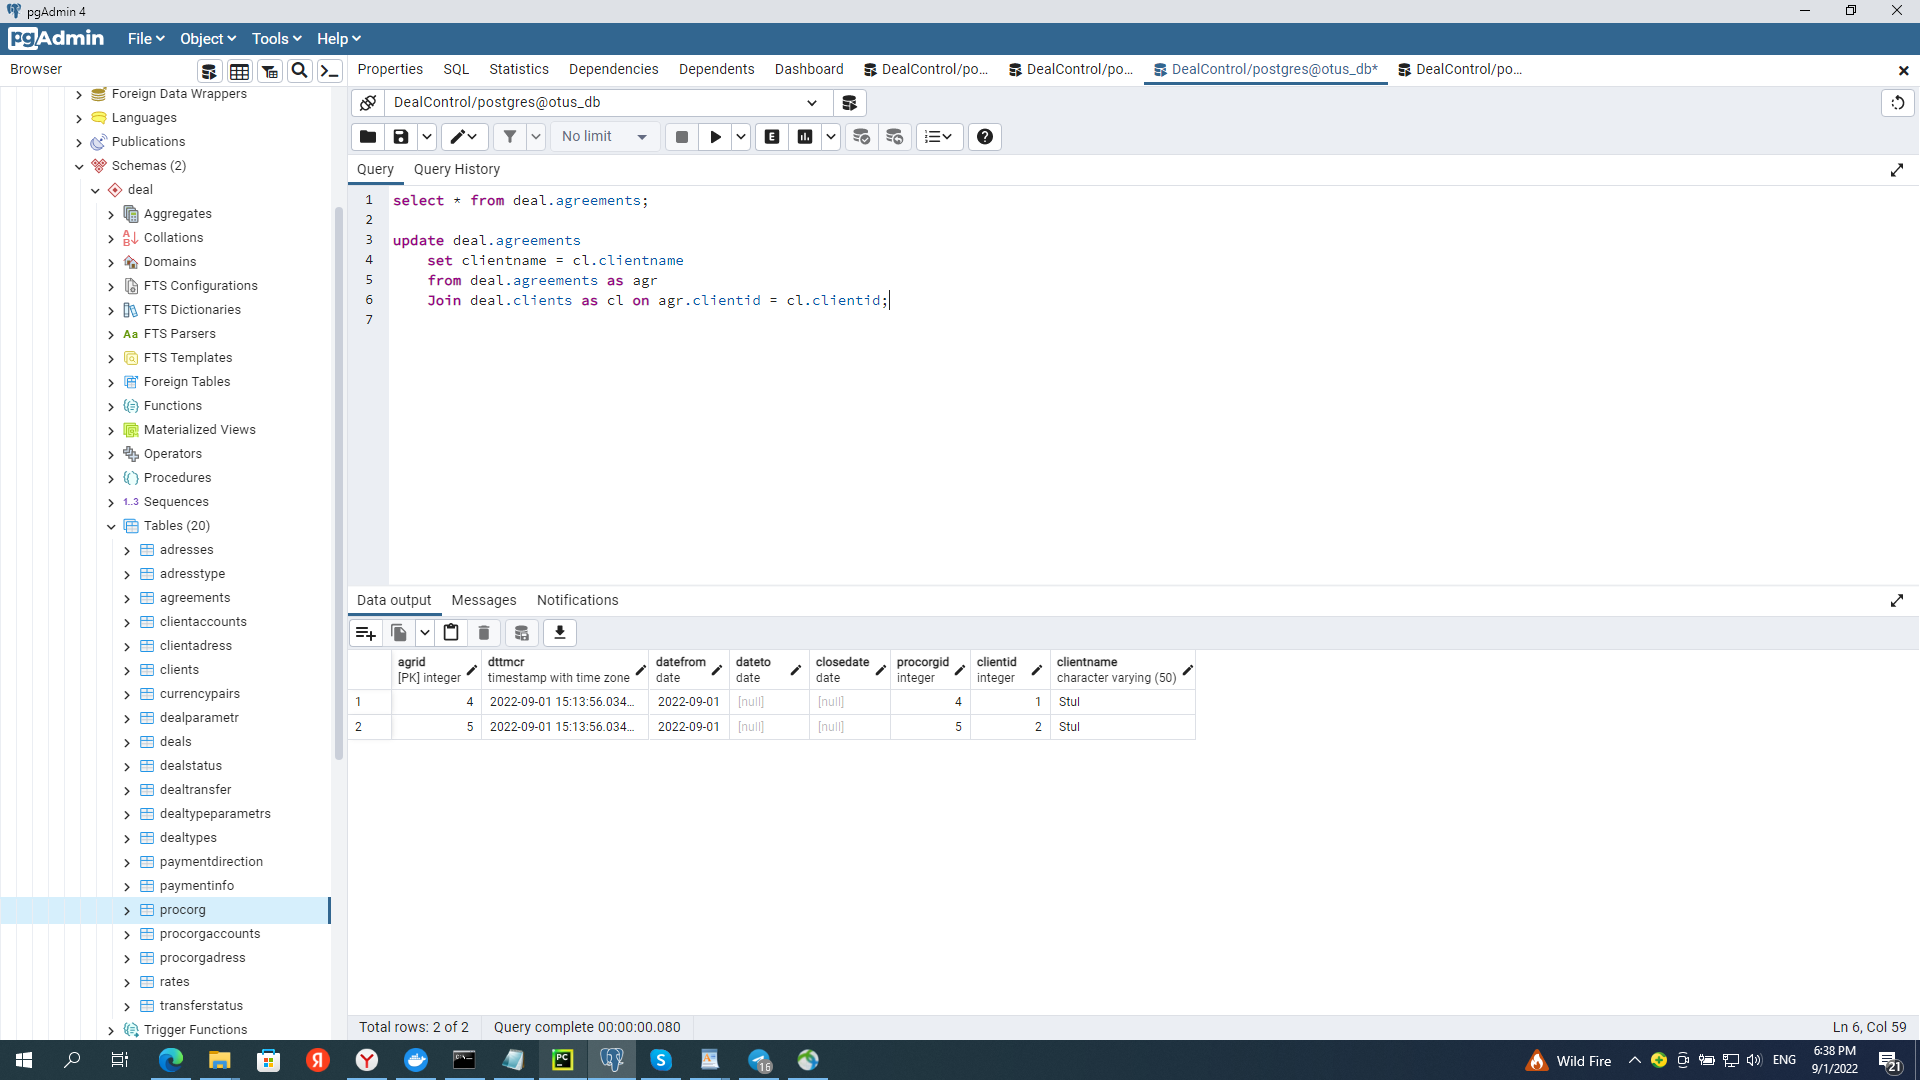 pgAdmin 4
pgAdmin File Object Tools Help
Browser
Properties SQL Statistics Dependencies Dependents Dashboard DealControl/po... DealControl/po... DealControl/postgres@otus_db* DealControl/po...
Foreign Data Wrappers
Languages
Publications
Schemas (2)
deal
Aggregates
Collations
Domains
FTS Configurations
FTS Dictionaries
FTS Parsers
FTS Templates
Foreign Tables
Functions
Materialized Views
Operators
Procedures
1..3 Sequences
Tables (20)
adresses
adresstype
agreements
clientaccounts
clientadress
clients
currencypairs
dealparametr
deals
dealstatus
dealtransfer
dealtypeparametrs
dealtypes
paymentdirection
paymentinfo
procorg
procorgaccounts
procorgadress
rates
transferstatus
Trigger Functions
DealControl/postgres@otus_db
No limit
Query Query History
1 select * from deal.agreements;
2
3 update deal.agreements
4 set clientname = cl.clientname
5 from deal.agreements as agr
6 Join deal.clients as cl on agr.clientid = cl.clientid;
7
Data output Messages Notifications
agrid dttmcr datefrom dateto closedate procorgid clientid clientname
[PK] integer timestamp with time zone date date date integer integer character varying (50)
1 4 2022-09-01 15:13:56.034... 2022-09-01 [null] [null] 4 1 Stul
2 5 2022-09-01 15:13:56.034... 2022-09-01 [null] [null] 5 2 Stul
Total rows: 2 of 2 Query complete 00:00:00.080 Ln 6, Col 59
Wild Fire ENG 6:38 PM
9/1/2022
16
21